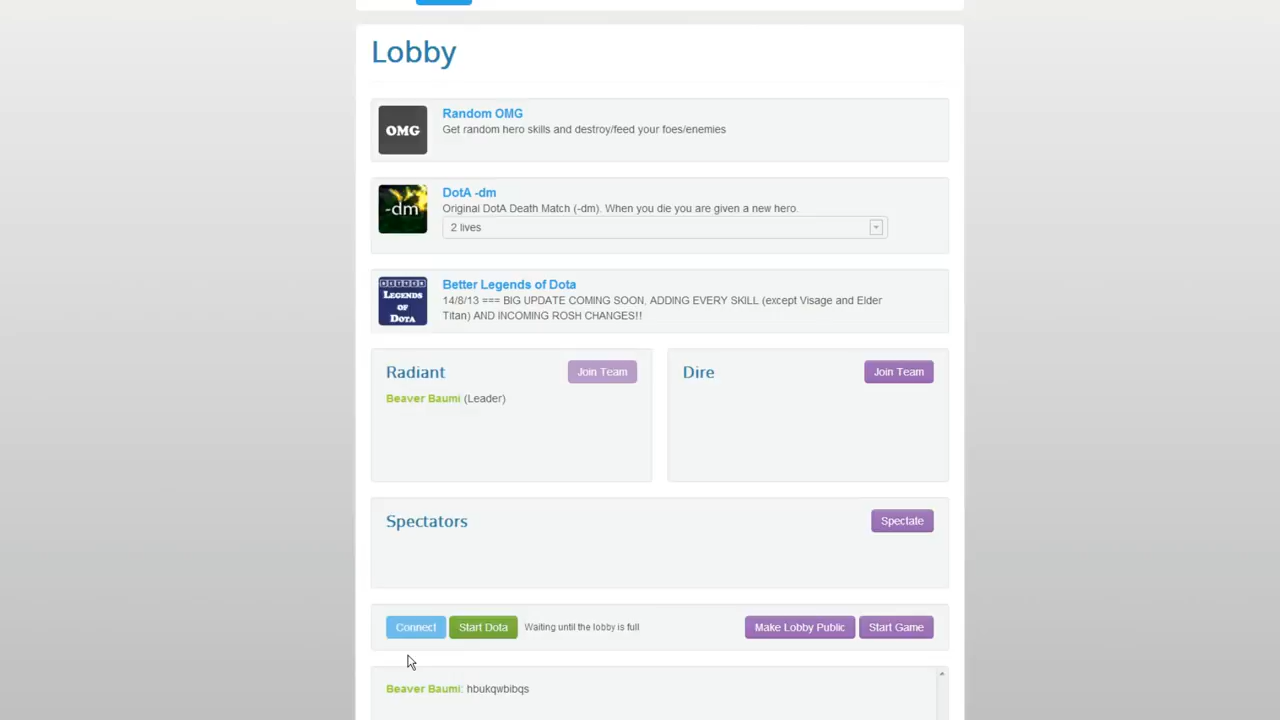 Lobby
OMG
Random OMG
Get random hero skills and destroy/feed your foes/enemies
-dm
DotA -dm
Original DotA Death Match (-dm). When you die you are given a new hero.
2 lives
LEGENDS
OF
DOTA
Better Legends of Dota
14/8/13 === BIG UPDATE COMING SOON, ADDING EVERY SKILL (except Visage and Elder
Titan) AND INCOMING ROSH CHANGES!!
Radiant
Join Team
Beaver Baumi (Leader)
Dire
Join Team
Spectators
Spectate
Connect
Start Dota
Waiting until the lobby is full
Make Lobby Public
Start Game
Beaver Baumi: hbukqwbibqs